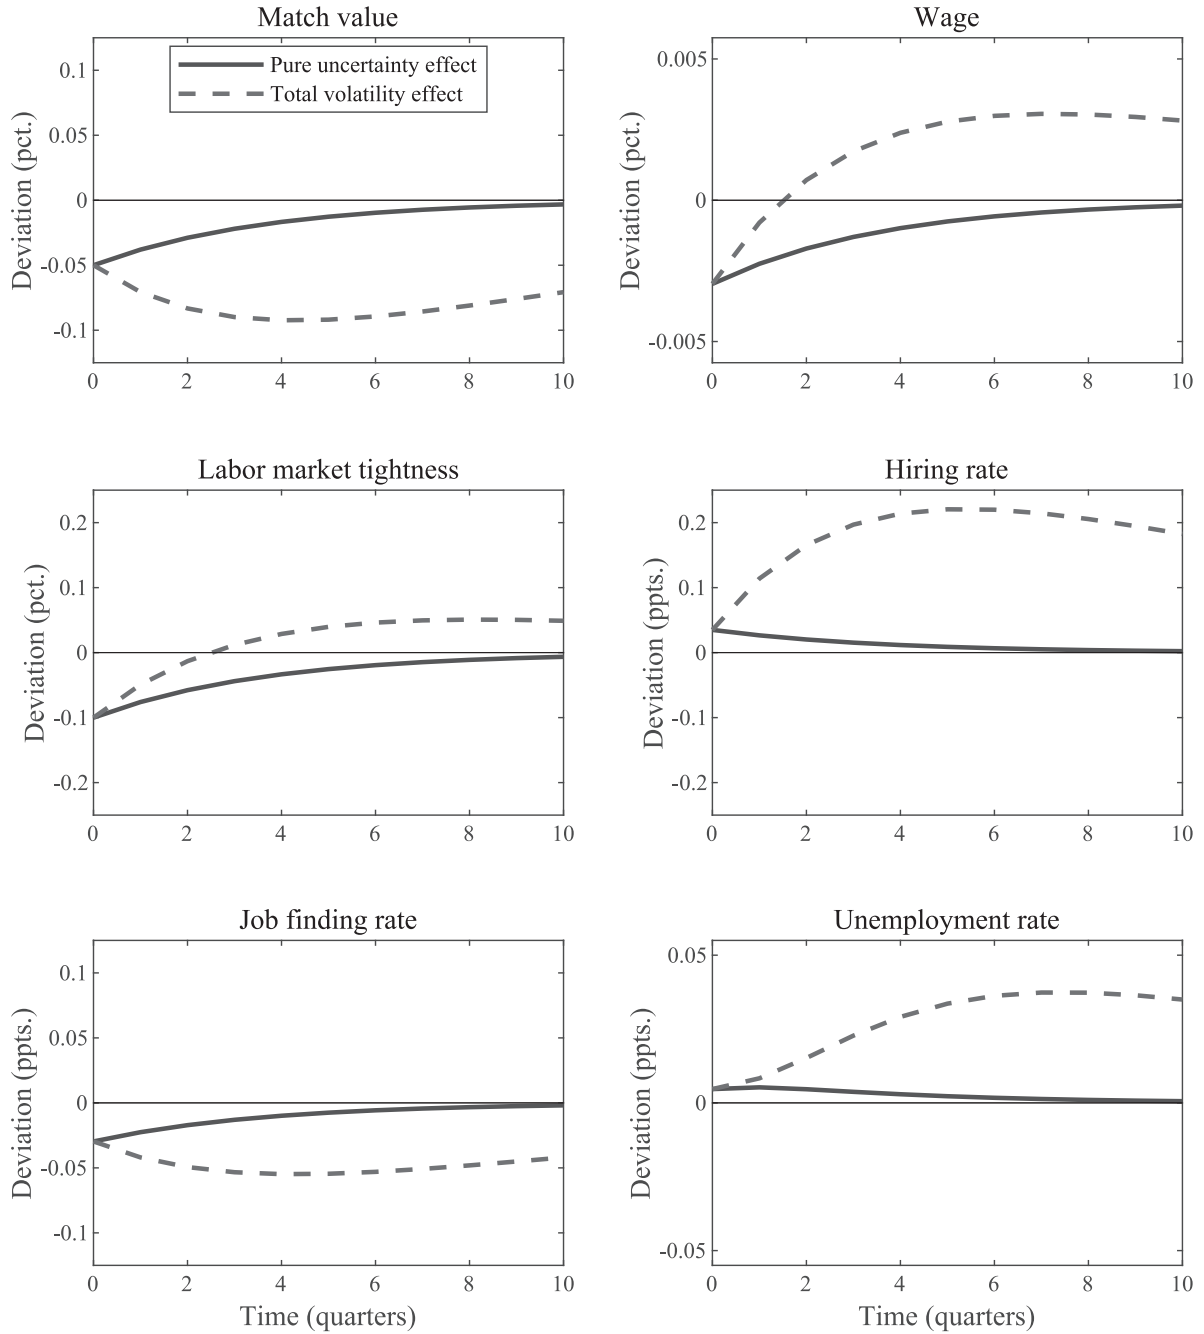 Match value
Pure uncertainty effect
Total volatility effect
Deviation (pct.)
0.1
0.05
0
-0.05
-0.1
0 2 4 6 8 10
Wage
Deviation (pct.)
0.005
0
-0.005
0 2 4 6 8 10
Labor market tightness
Deviation (pct.)
0.2
0.1
0
-0.1
-0.2
0 2 4 6 8 10
Hiring rate
Deviation (ppts.)
0.2
0.1
0
-0.1
-0.2
0 2 4 6 8 10
Job finding rate
Deviation (ppts.)
0.1
0.05
0
-0.05
-0.1
0 2 4 6 8 10
Time (quarters)
Unemployment rate
Deviation (ppts.)
0.05
0
-0.05
0 2 4 6 8 10
Time (quarters)